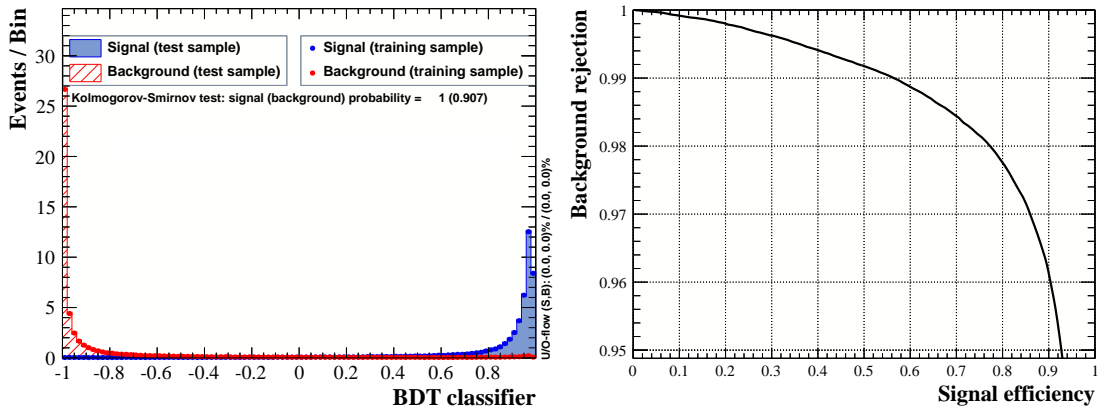 Events / Bin
30
25
20
15
10
5
0
Signal (test sample)
Background (test sample)
Signal (training sample)
Background (training sample)
Kolmogorov-Smirnov test: signal (background) probability = 1 (0.907)
U/O-flow (S,B): (0.0, 0.0)% / (0.0, 0.0)%
-1 -0.8 -0.6 -0.4 -0.2 0 0.2 0.4 0.6 0.8
BDT classifier
Background rejection
1
0.99
0.98
0.97
0.96
0.95
0 0.1 0.2 0.3 0.4 0.5 0.6 0.7 0.8 0.9 1
Signal efficiency